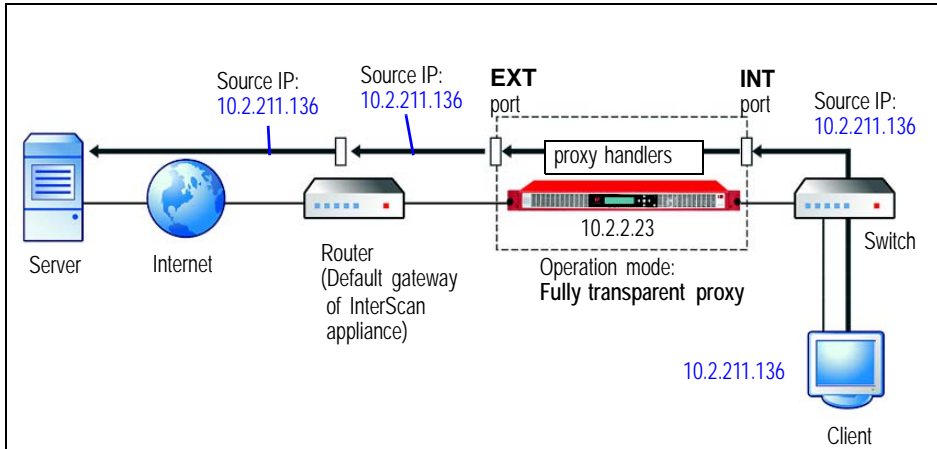 Source IP:
10.2.211.136
Source IP:
10.2.211.136
EXT
port
INT
port
Source IP:
10.2.211.136
proxy handlers
10.2.2.23
Server
Internet
Router
(Default gateway
of InterScan
appliance)
Operation mode:
Fully transparent proxy
Switch
10.2.211.136
Client